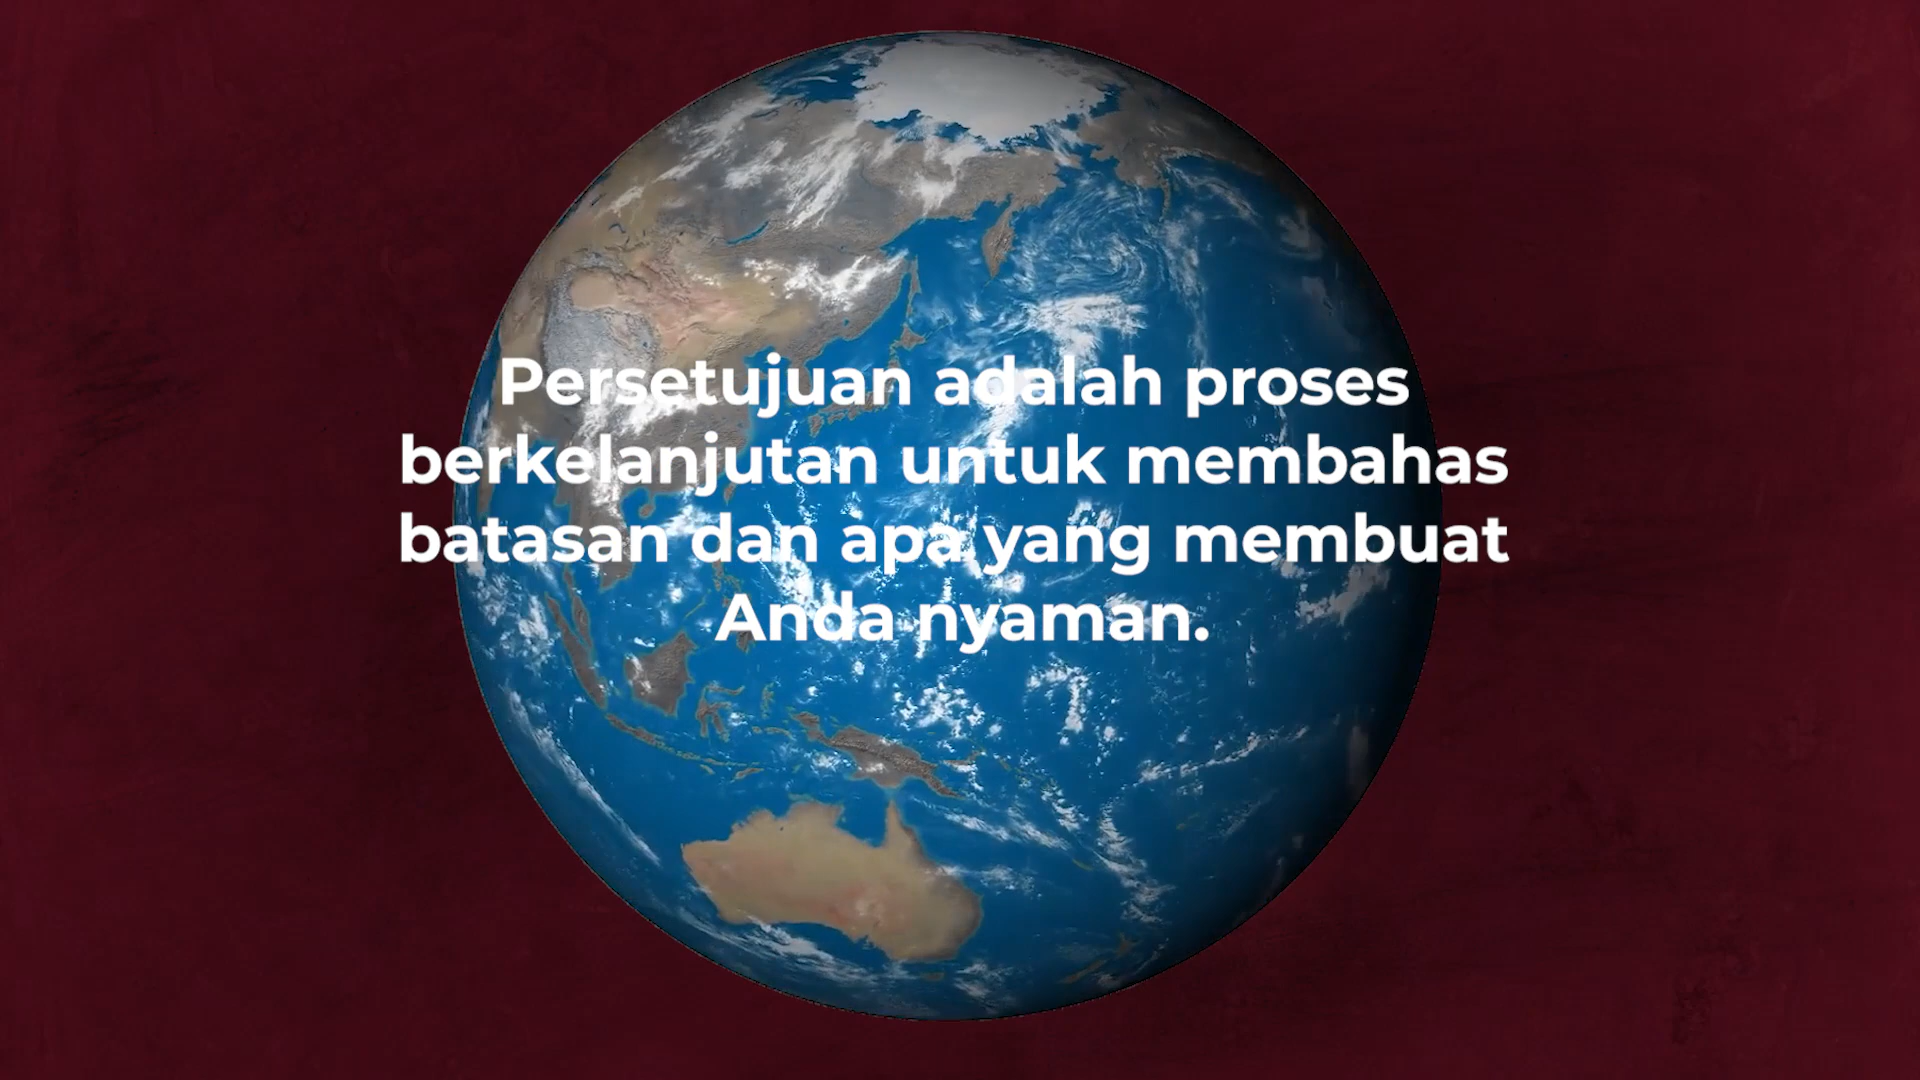 Persetujuan adalah proses
berkelanjutan untuk membahas
batasan dan apa yang membuat
Anda nyaman.